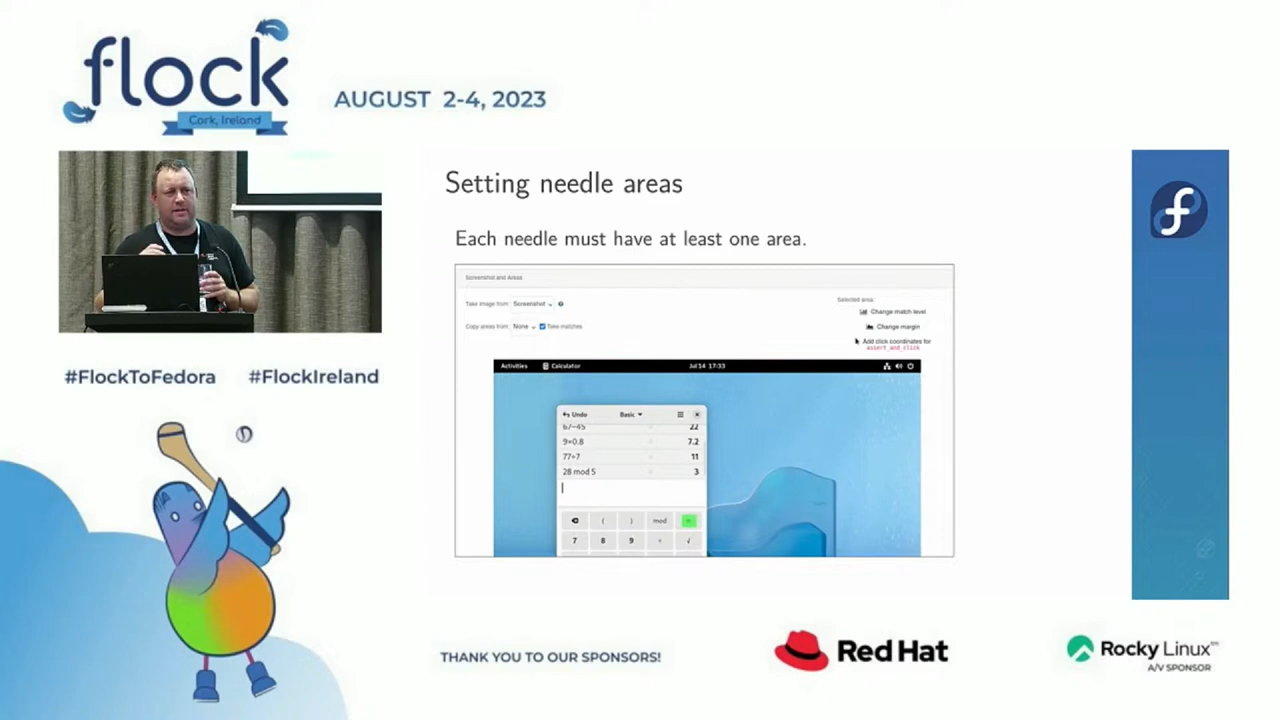 flock
Cork, Ireland
AUGUST 2-4, 2023
Setting needle areas
Each needle must have at least one area.
Screenshot and Areas
Take image from: Screenshot
Copy areas from: None Take matches
Selected area:
Change match level
Change margin
Add click coordinates for
assert_and_click
Activities Calculator Jul 14 17:33
Undo Basic
67−45 22
9×0.8 7.2
77÷7 11
28 mod 5 3
( ) mod =
7 8 9 ÷ √
#FlockToFedora #FlockIreland
THANK YOU TO OUR SPONSORS!
Red Hat
Rocky Linux™
A/V SPONSOR